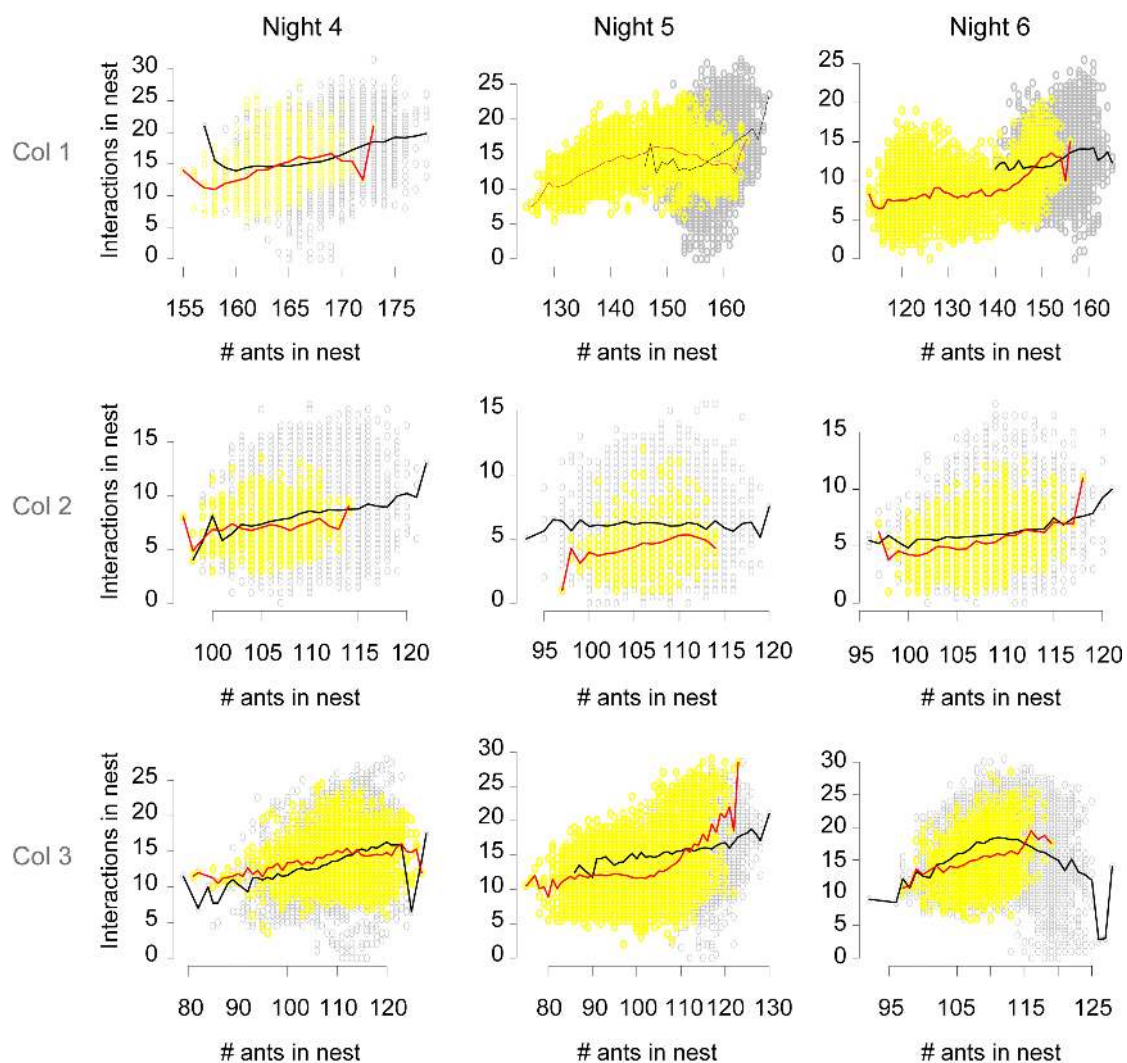 Night 4 Night 5 Night 6
Col 1
Interactions in nest
30
25
20
15
10
5
0
155 160 165 170 175
# ants in nest
25
20
15
10
5
0
130 140 150 160
# ants in nest
25
20
15
10
5
0
120 130 140 150 160
# ants in nest
Col 2
Interactions in nest
15
10
5
0
100 105 110 115 120
# ants in nest
15
10
5
0
95 100 105 110 115 120
# ants in nest
15
10
5
0
95 100 105 110 115 120
# ants in nest
Col 3
Interactions in nest
25
20
15
10
5
0
80 90 100 110 120
# ants in nest
30
25
20
15
10
5
0
80 90 100 110 120 130
# ants in nest
30
25
20
15
10
5
0
95 105 115 125
# ants in nest